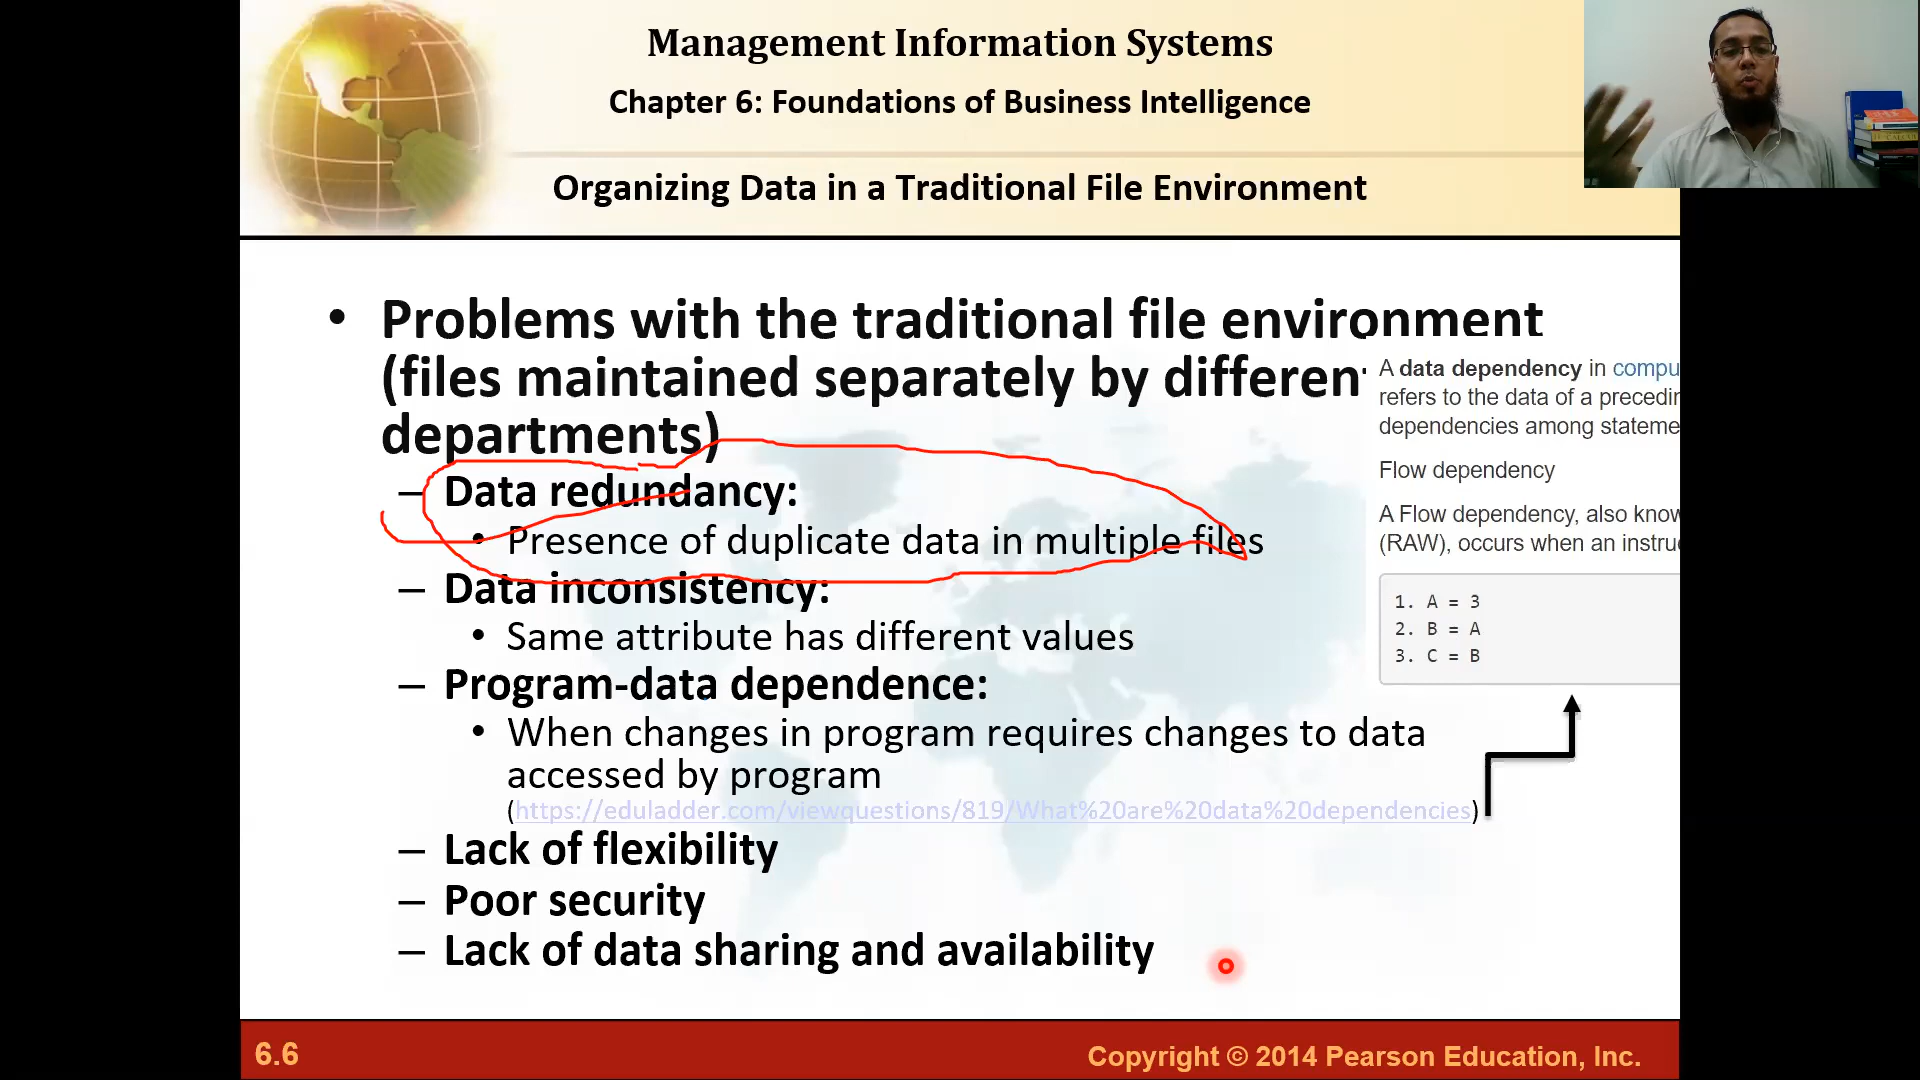 Management Information Systems
Chapter 6: Foundations of Business Intelligence
Organizing Data in a Traditional File Environment
• Problems with the traditional file environment
(files maintained separately by different
departments)
– Data redundancy:
• Presence of duplicate data in multiple files
– Data inconsistency:
• Same attribute has different values
– Program-data dependence:
• When changes in program requires changes to data
accessed by program
(https://eduladder.com/viewquestions/819/What%20are%20data%20dependencies)
– Lack of flexibility
– Poor security
– Lack of data sharing and availability
A data dependency in compu
refers to the data of a precedin
dependencies among stateme
Flow dependency
A Flow dependency, also know
(RAW), occurs when an instru
1. A = 3
2. B = A
3. C = B
6.6
Copyright © 2014 Pearson Education, Inc.